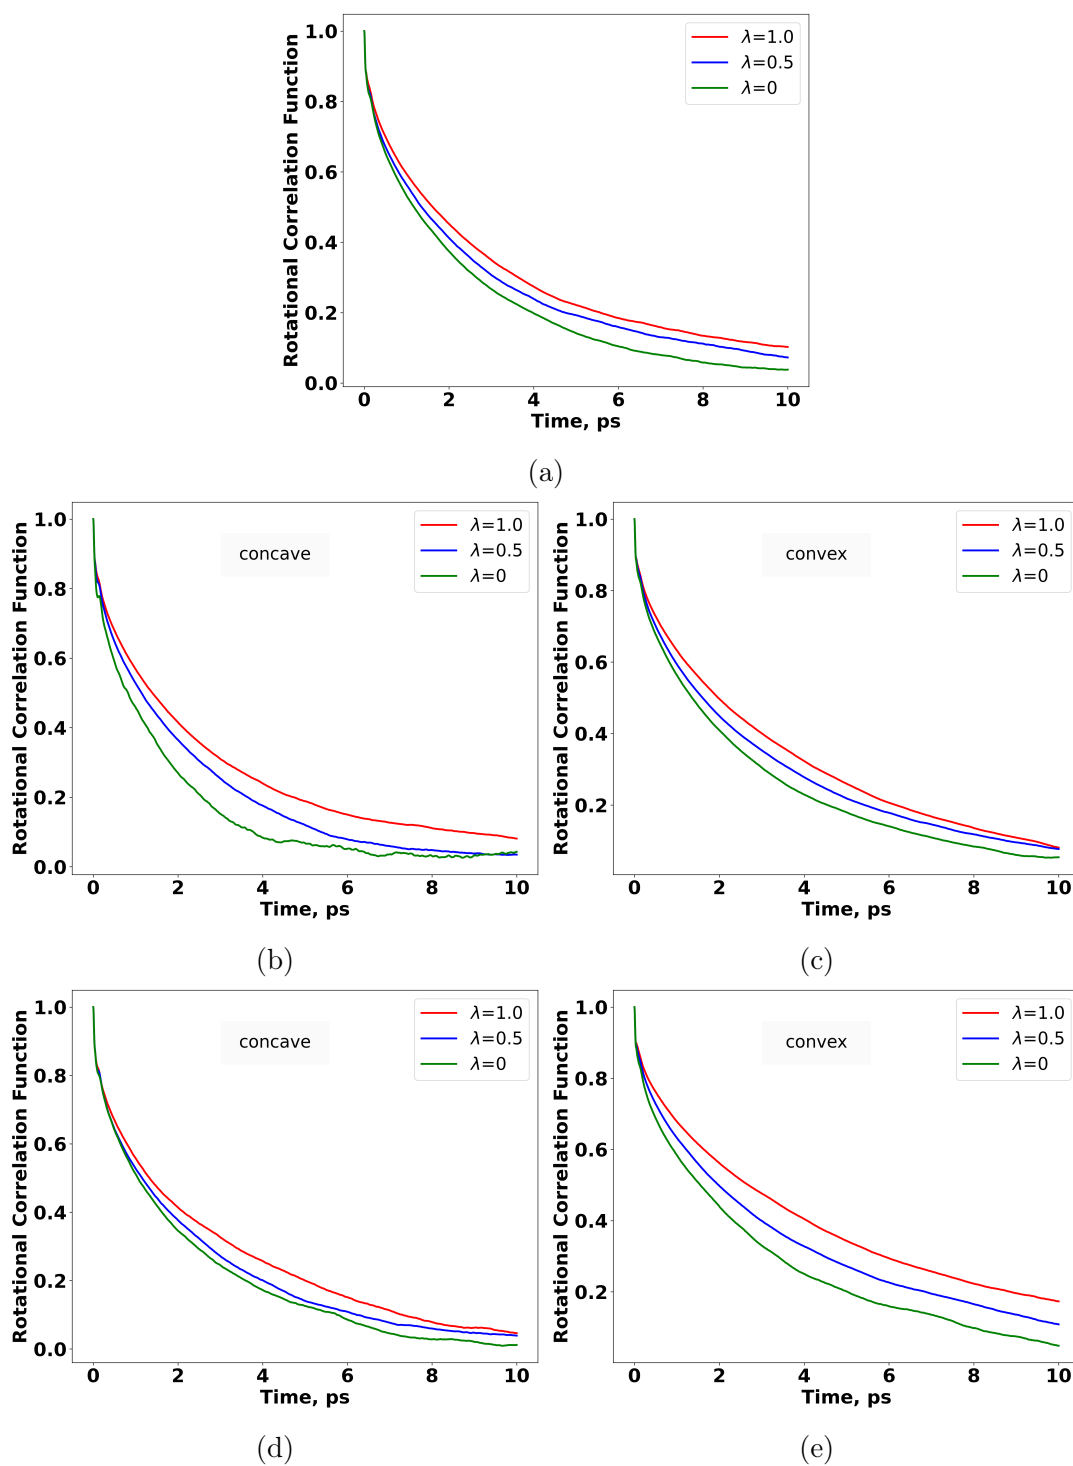 Rotational Correlation Function
1.0
0.8
0.6
0.4
0.2
0.0
λ=1.0
λ=0.5
λ=0
0 2 4 6 8 10
Time, ps
(a)
Rotational Correlation Function
1.0
0.8
0.6
0.4
0.2
0.0
concave
λ=1.0
λ=0.5
λ=0
0 2 4 6 8 10
Time, ps
(b)
Rotational Correlation Function
1.0
0.8
0.6
0.4
0.2
convex
λ=1.0
λ=0.5
λ=0
0 2 4 6 8 10
Time, ps
(c)
Rotational Correlation Function
1.0
0.8
0.6
0.4
0.2
0.0
concave
λ=1.0
λ=0.5
λ=0
0 2 4 6 8 10
Time, ps
(d)
Rotational Correlation Function
1.0
0.8
0.6
0.4
0.2
convex
λ=1.0
λ=0.5
λ=0
0 2 4 6 8 10
Time, ps
(e)